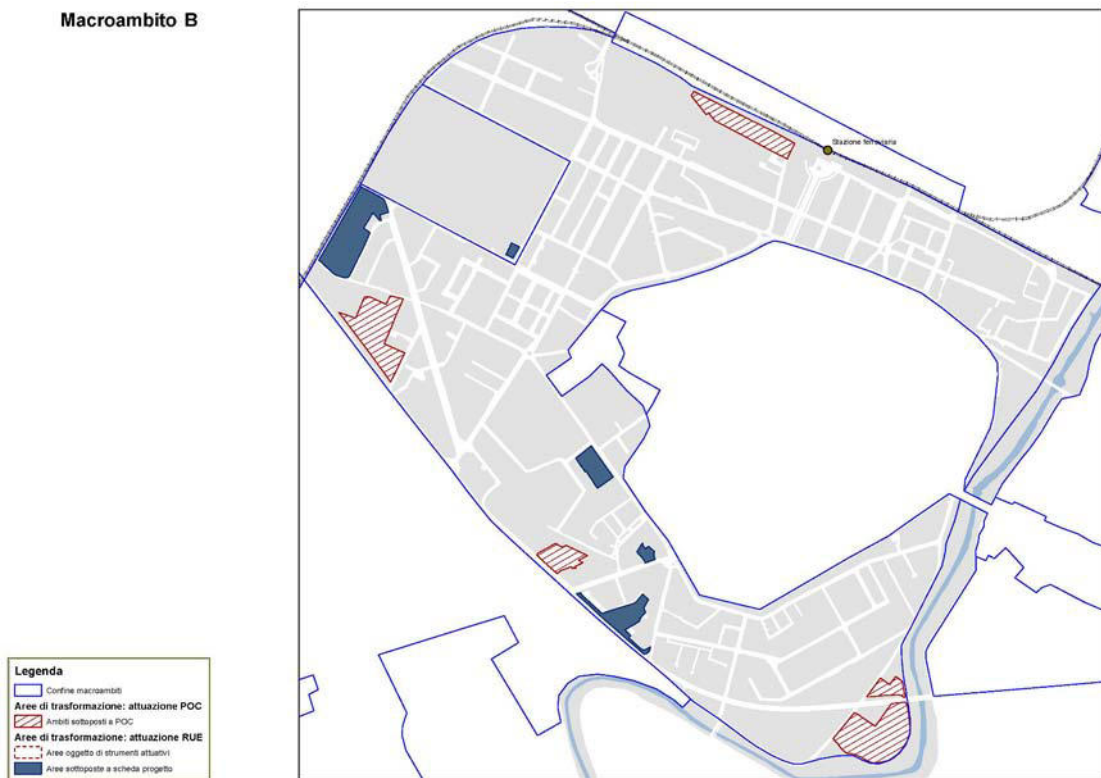 Macroambito B
Stazione ferroviaria
Legenda
Confine macroambiti
Aree di trasformazione: attuazione POC
Ambiti sottoposti a POC
Aree di trasformazione: attuazione RUE
Aree oggetto di strumenti attuativi
Aree sottoposte a scheda progetto